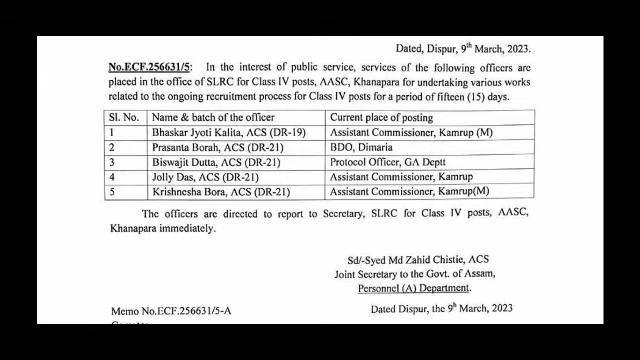 Dated, Dispur, 9th March, 2023.
No.ECF.256631/5: In the interest of public service, services of the following officers are
placed in the office of SLRC for Class IV posts, AASC, Khanapara for undertaking various works
related to the ongoing recruitment process for Class IV posts for a period of fifteen (15) days.
Sl. No. Name & batch of the officer Current place of posting
1 Bhaskar Jyoti Kalita, ACS (DR-19) Assistant Commissioner, Kamrup (M)
2 Prasanta Borah, ACS (DR-21) BDO, Dimaria
3 Biswajit Dutta, ACS (DR-21) Protocol Officer, GA Deptt
4 Jolly Das, ACS (DR-21) Assistant Commissioner, Kamrup
5 Krishnesha Bora, ACS (DR-21) Assistant Commissioner, Kamrup(M)
The officers are directed to report to Secretary, SLRC for Class IV posts, AASC,
Khanapara immediately.
Sd/-Syed Md Zahid Chistie, ACS
Joint Secretary to the Govt. of Assam,
Personnel (A) Department.
Memo No.ECF.256631/5-A Dated Dispur, the 9th March, 2023